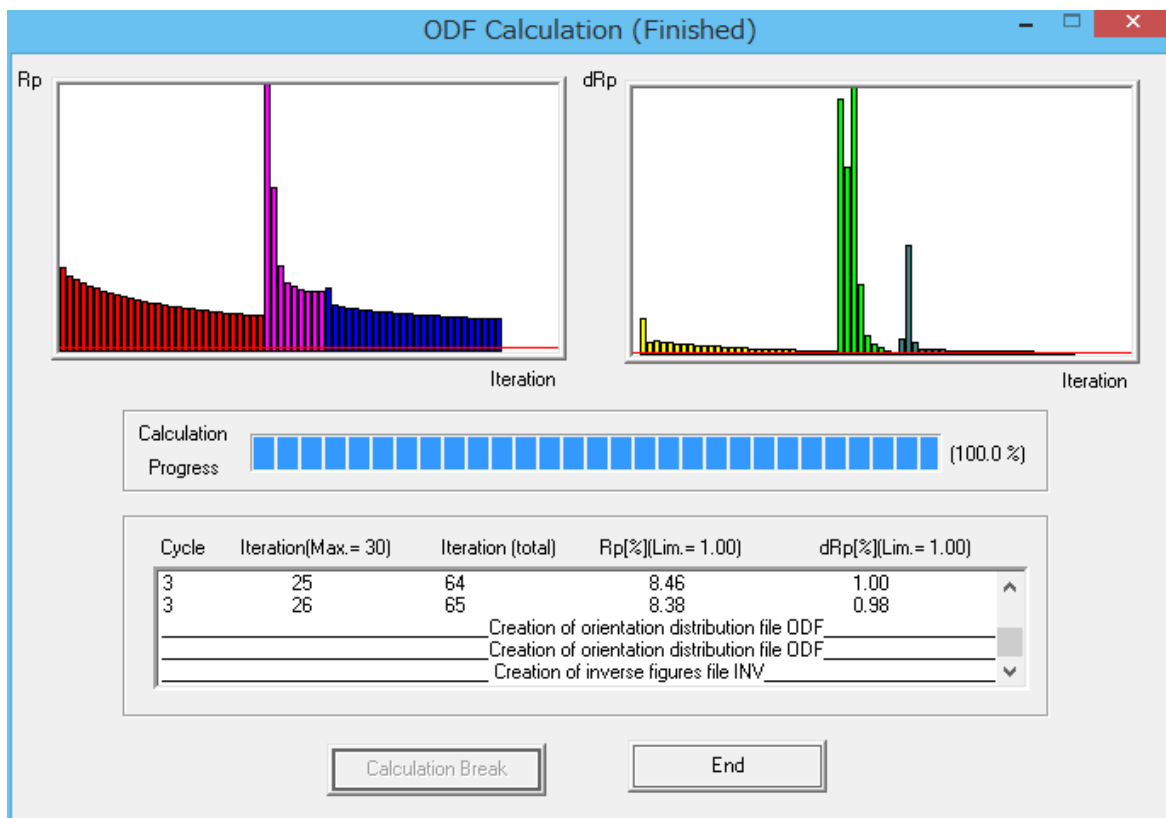 ODF Calculation (Finished)
Rp
dRp
Iteration
Iteration
Calculation
Progress
(100.0 %)
Cycle Iteration(Max.= 30) Iteration (total) Rp[%](Lim.= 1.00) dRp[%](Lim.= 1.00)
3 25 64 8.46 1.00
3 26 65 8.38 0.98
Creation of orientation distribution file ODF
Creation of orientation distribution file ODF
Creation of inverse figures file INV
Calculation Break
End